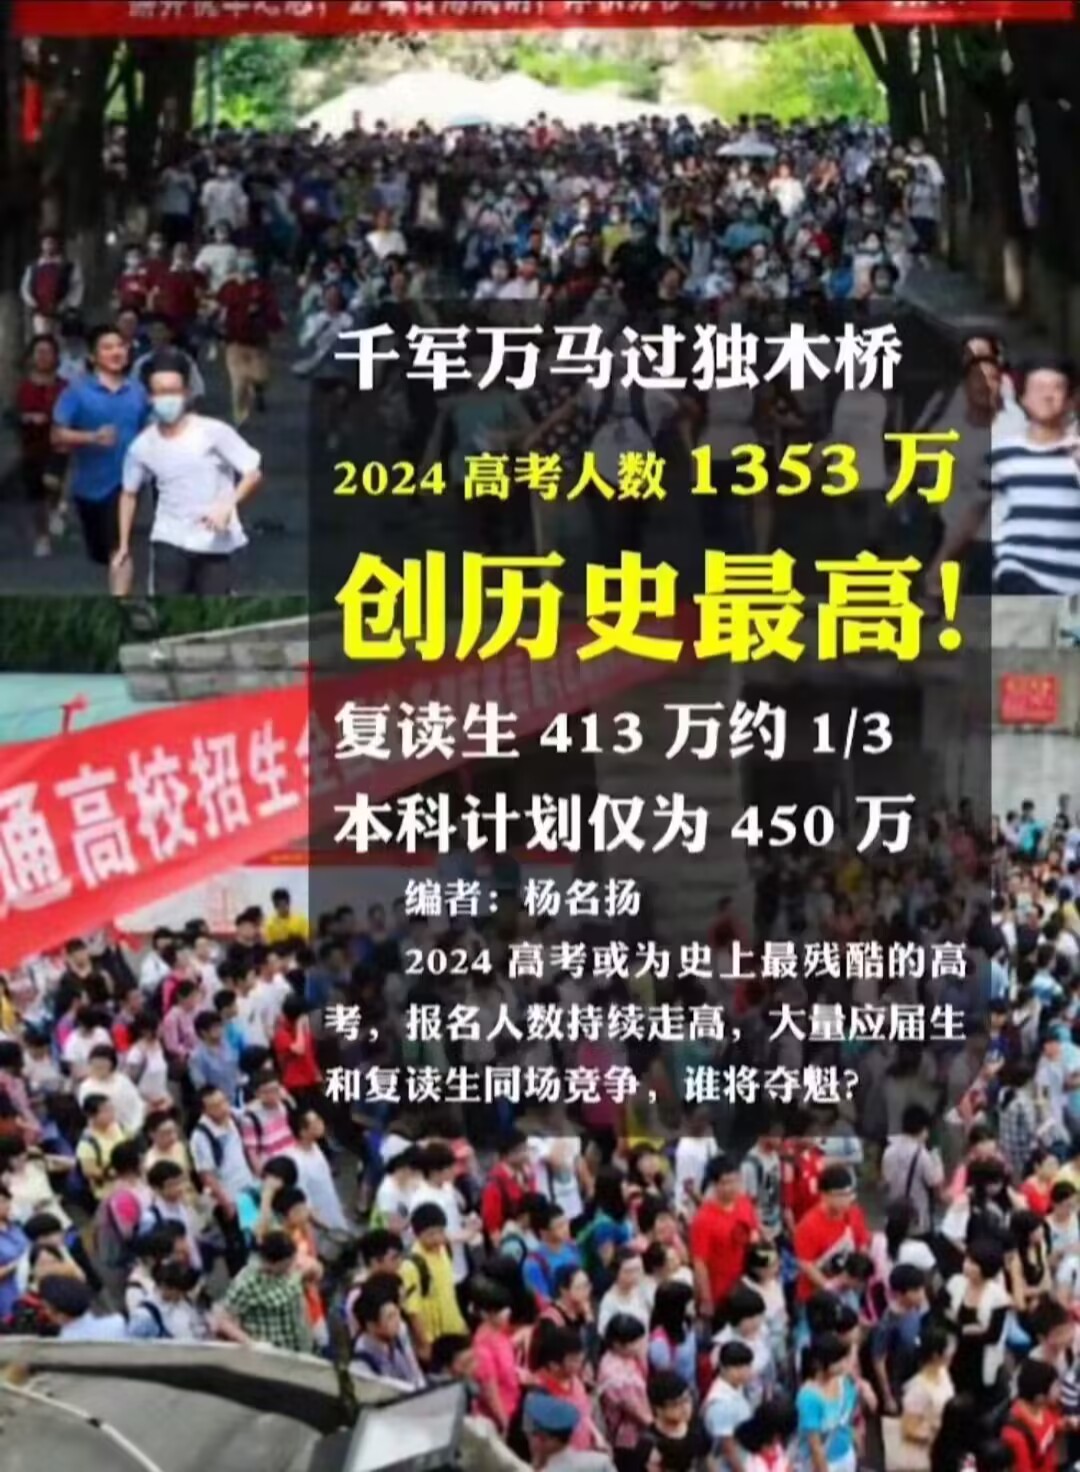 千军万马过独木桥
2024 高考人数 1353 万
创历史最高!
复读生 413 万约 1/3
本科计划仅为 450 万
编者：杨名扬
2024 高考或为史上最残酷的高
考，报名人数持续走高，大量应届生
和复读生同场竞争，谁将夺魁?
通高校招生全